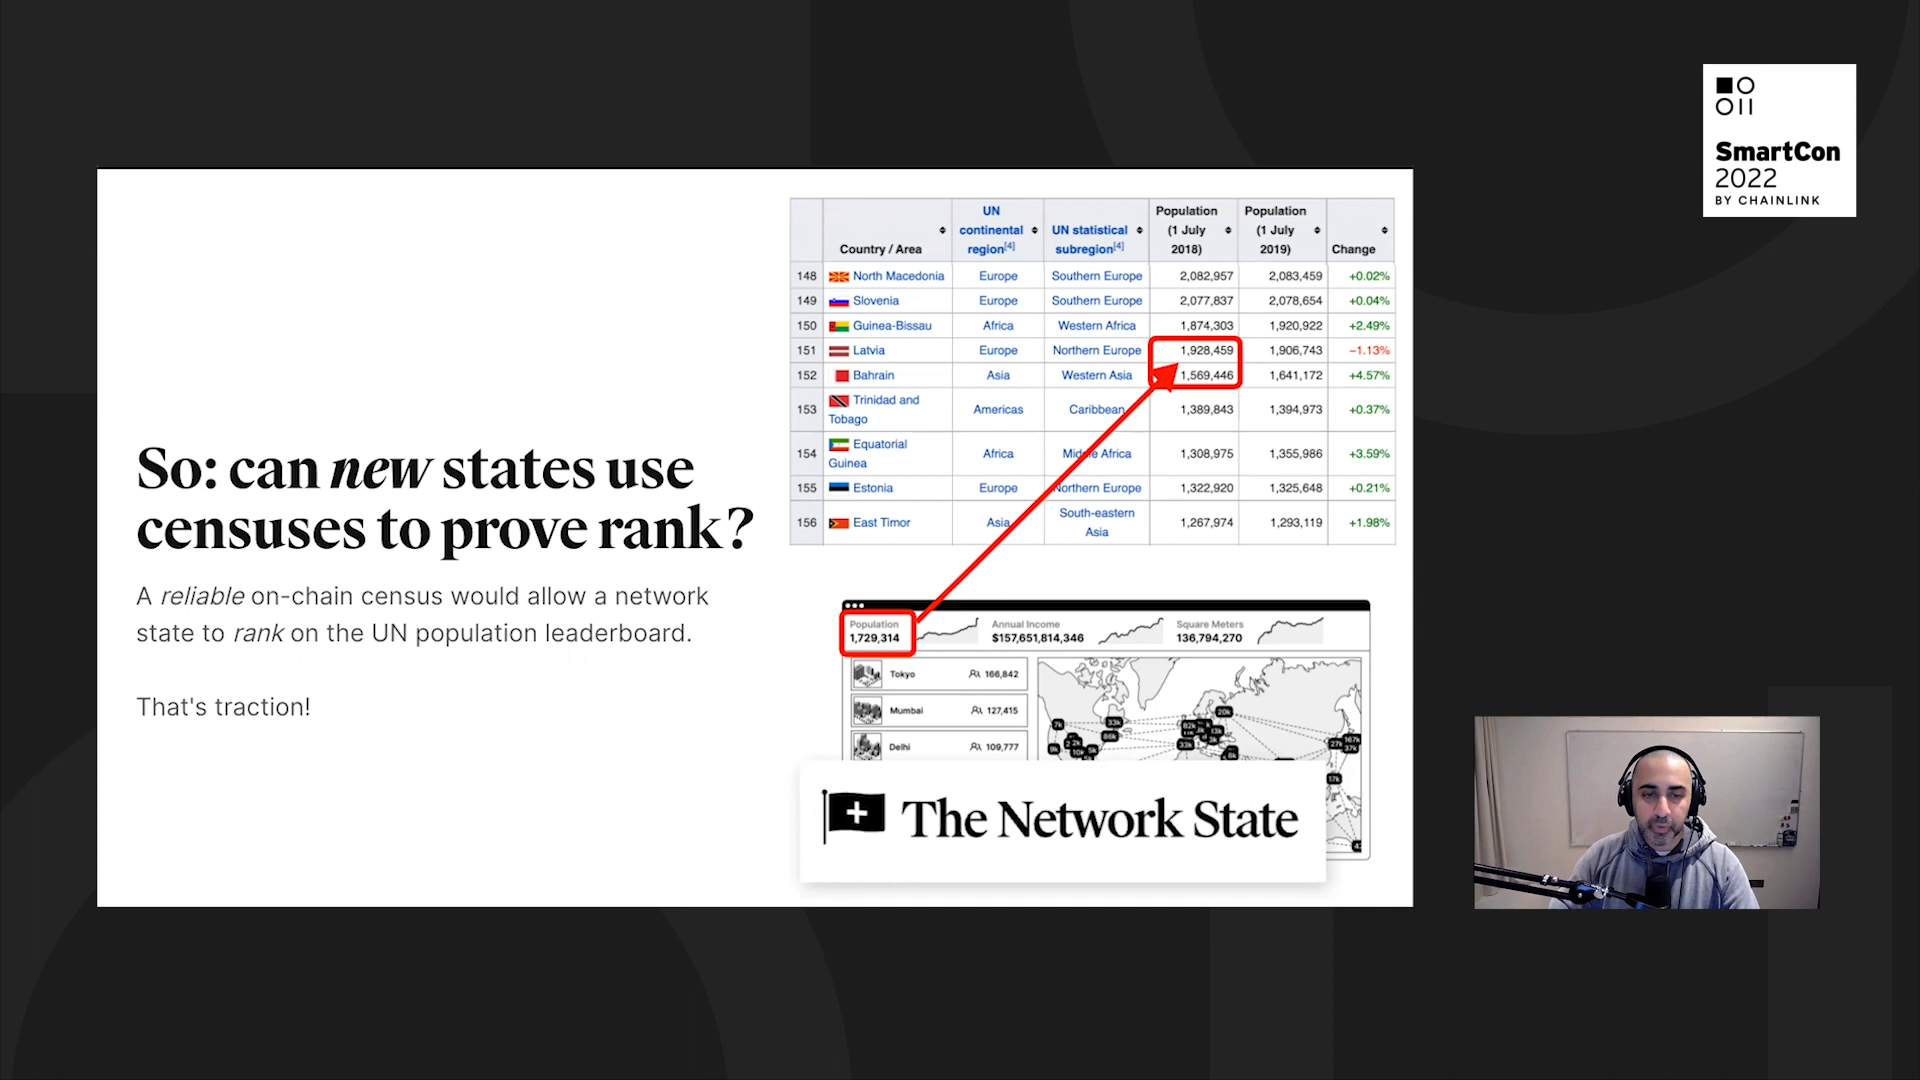 SmartCon
2022
BY CHAINLINK
So: can new states use
censuses to prove rank?
A reliable on-chain census would allow a network
state to rank on the UN population leaderboard.
That's traction!
Country / Area UN continental region[4] UN statistical subregion[4] Population (1 July 2018) Population (1 July 2019) Change
148 North Macedonia Europe Southern Europe 2,082,957 2,083,459 +0.02%
149 Slovenia Europe Southern Europe 2,077,837 2,078,654 +0.04%
150 Guinea-Bissau Africa Western Africa 1,874,303 1,920,922 +2.49%
151 Latvia Europe Northern Europe 1,928,459 1,906,743 −1.13%
152 Bahrain Asia Western Asia 1,569,446 1,641,172 +4.57%
153 Trinidad and Tobago Americas Caribbean 1,389,843 1,394,973 +0.37%
154 Equatorial Guinea Africa Middle Africa 1,308,975 1,355,986 +3.59%
155 Estonia Europe Northern Europe 1,322,920 1,325,648 +0.21%
156 East Timor Asia South-eastern Asia 1,267,974 1,293,119 +1.98%
Population Annual Income Square Meters
1,729,314 $157,651,814,346 136,794,270
Tokyo 166,842
Mumbai 127,415
Delhi 109,777
The Network State